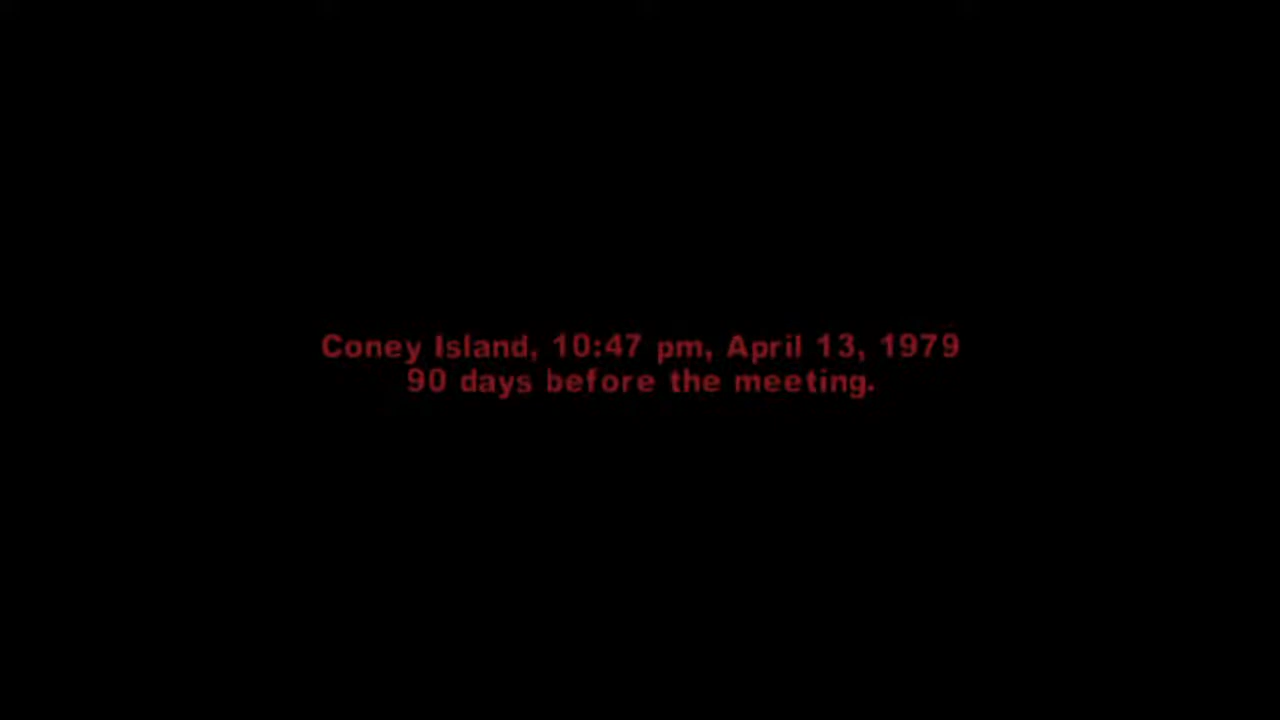 Coney Island, 10:47 pm, April 13, 1979
90 days before the meeting.